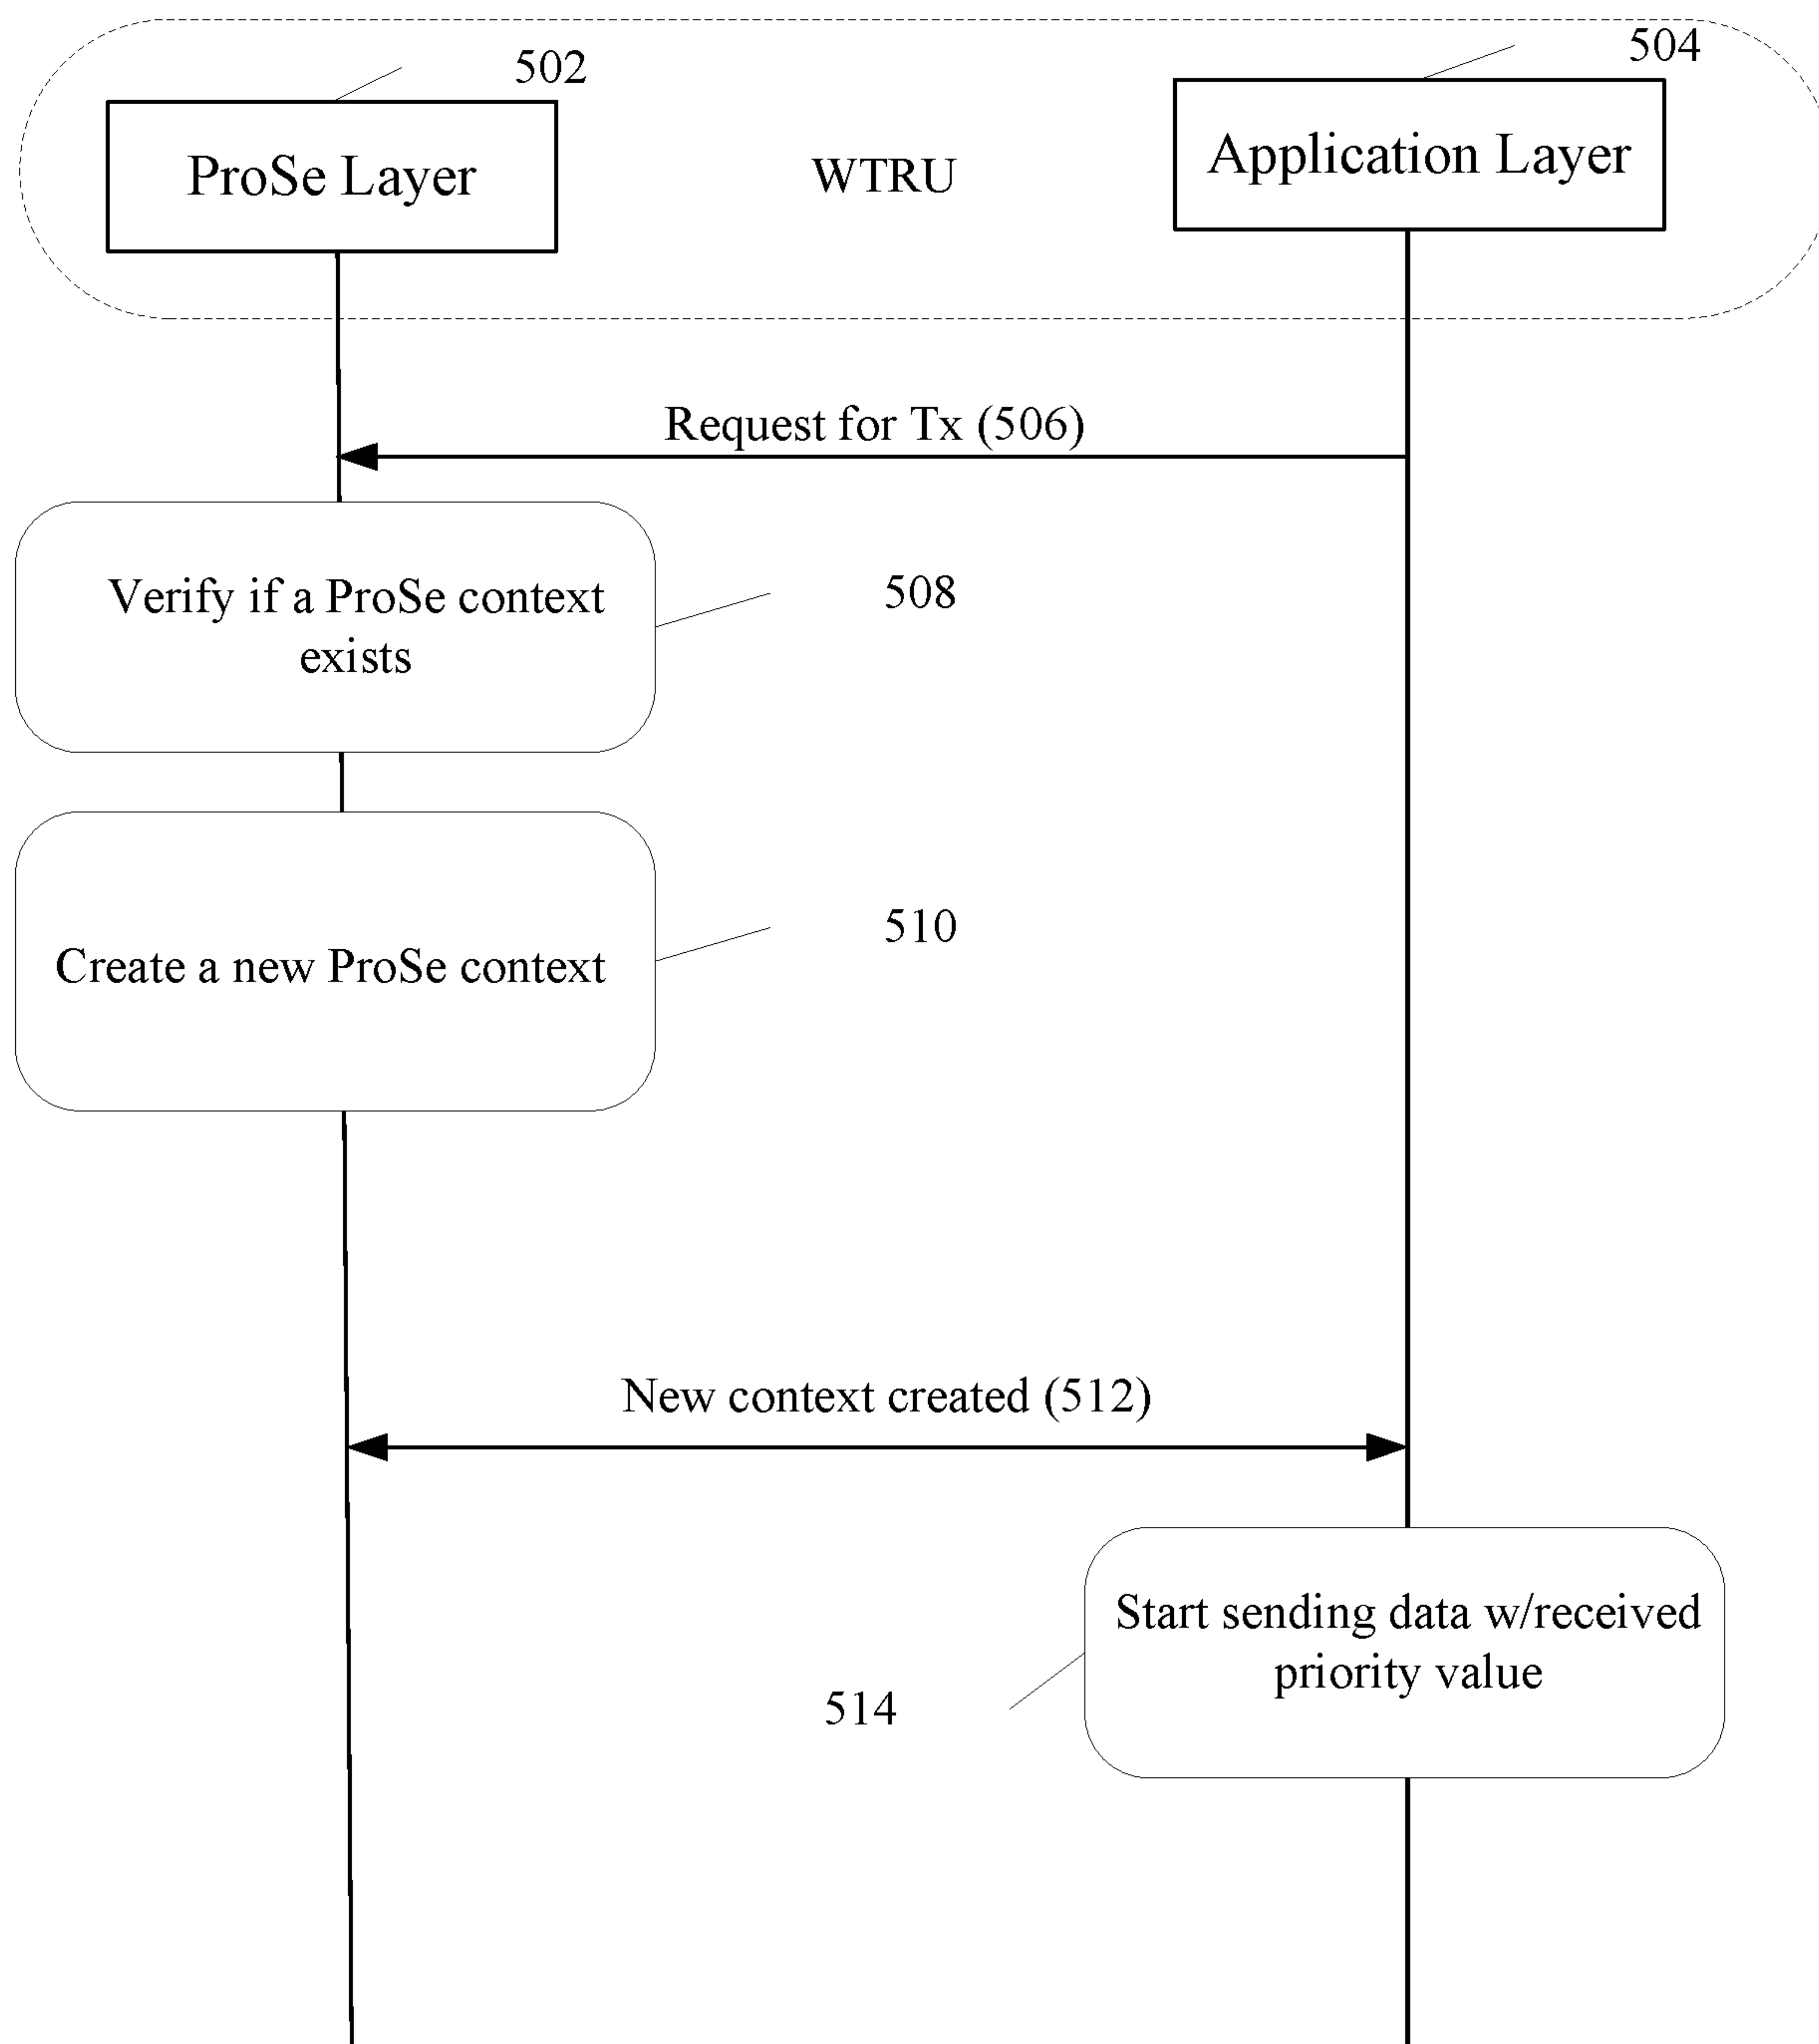 502
504
ProSe Layer
WTRU
Application Layer
Request for Tx (506)
Verify if a ProSe context
exists
508
Create a new ProSe context
510
New context created (512)
Start sending data w/received
priority value
514